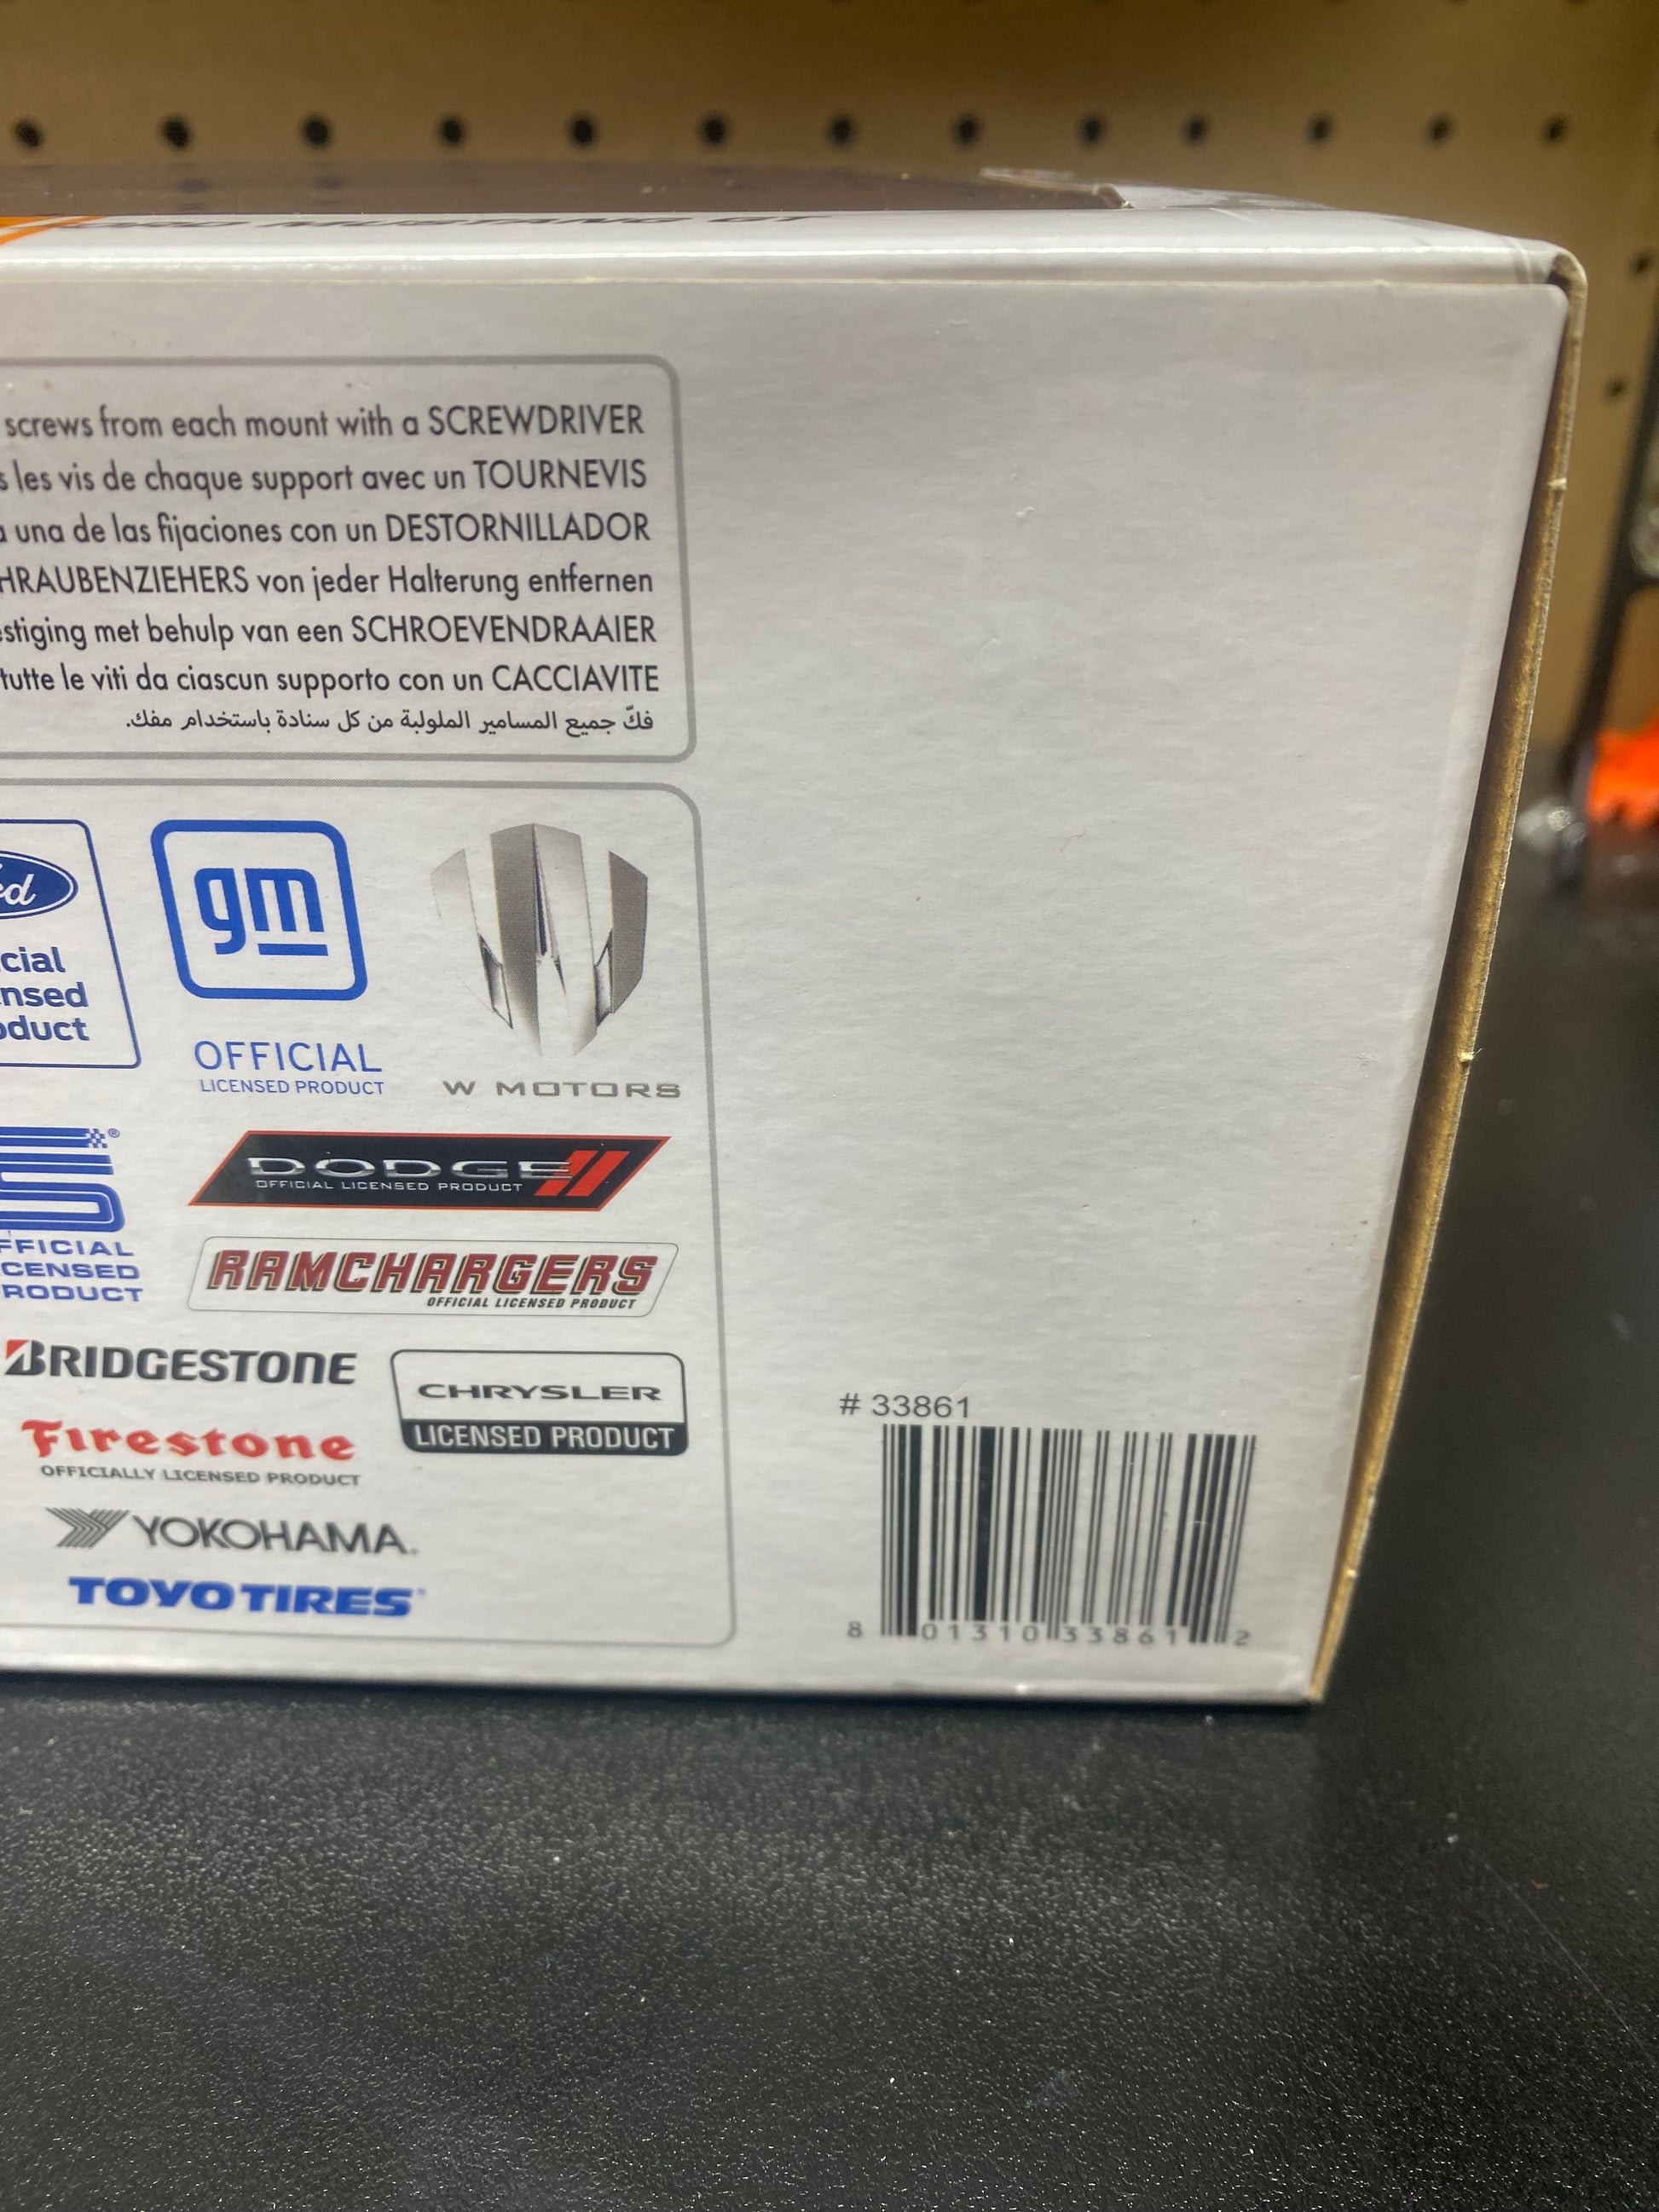 MUSTANG GT
screws from each mount with a SCREWDRIVER
les vis de chaque support avec un TOURNEVIS
una de las fijaciones con un DESTORNILLADOR
HRAUBENZIEHERS von jeder Halterung entfernen
stiging met behulp van een SCHROEVENDRAAIER
tutte le viti da ciascun supporto con un CACCIAVITE
فكّ جميع المسامير الملولبة من كل سنادة باستخدام مفك.
cial
nsed
duct
gm
OFFICIAL
LICENSED PRODUCT
W MOTORS
®
FFICIAL
CENSED
RODUCT
DODGE
OFFICIAL LICENSED PRODUCT
RAMCHARGERS
OFFICIAL LICENSED PRODUCT
BRIDGESTONE
Firestone
OFFICIALLY LICENSED PRODUCT
CHRYSLER
LICENSED PRODUCT
YOKOHAMA.
TOYO TIRES
# 33861
8 01310 33861 2